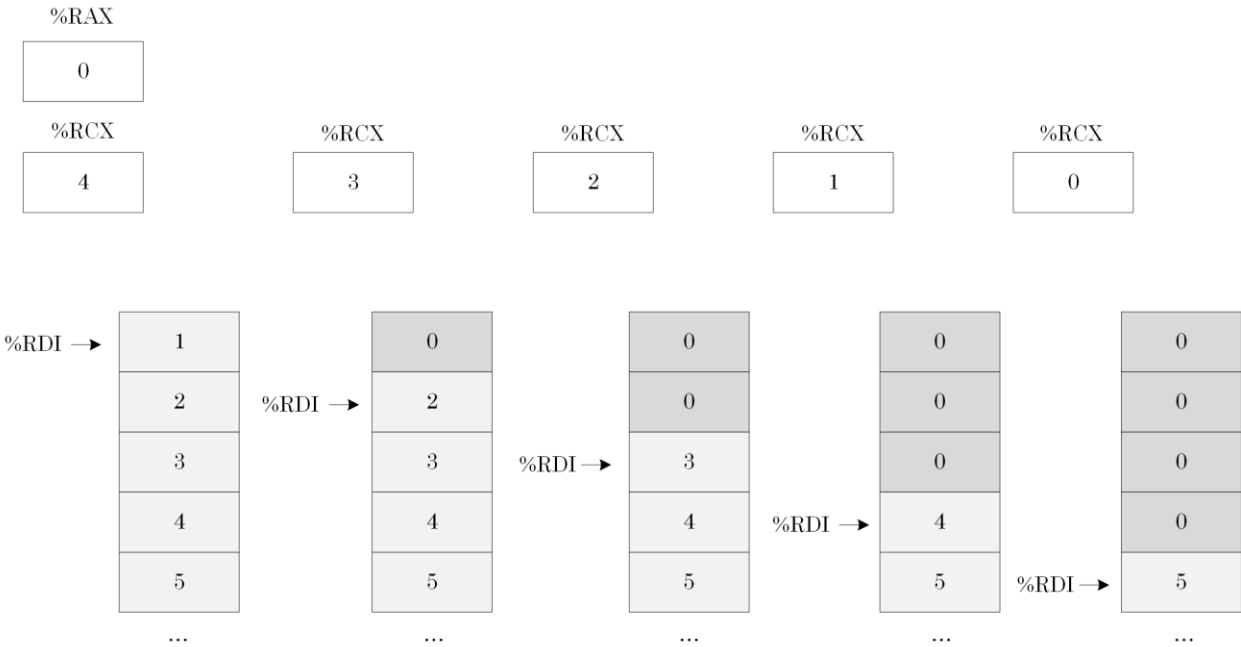 %RAX
0
%RCX %RCX %RCX %RCX %RCX
4 3 2 1 0
%RDI 1 0 0 0 0
2 %RDI 2 0 0 0
3 3 %RDI 3 0 0
4 4 4 %RDI 4 0
5 5 5 5 %RDI 5
... ... ... ... ...